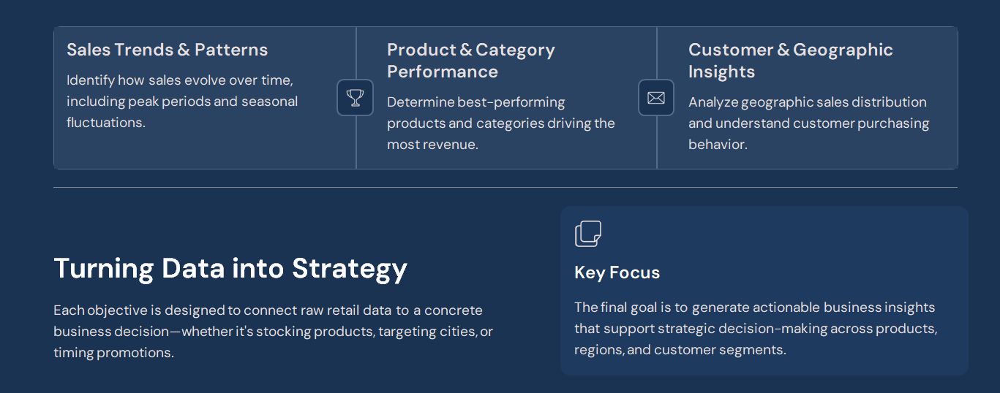 Sales Trends & Patterns
Identify how sales evolve over time,
including peak periods and seasonal
fluctuations.
Product & Category
Performance
Determine best-performing
products and categories driving the
most revenue.
Customer & Geographic
Insights
Analyze geographic sales distribution
and understand customer purchasing
behavior.
Turning Data into Strategy
Each objective is designed to connect raw retail data to a concrete
business decision—whether it's stocking products, targeting cities, or
timing promotions.
Key Focus
The final goal is to generate actionable business insights
that support strategic decision-making across products,
regions, and customer segments.